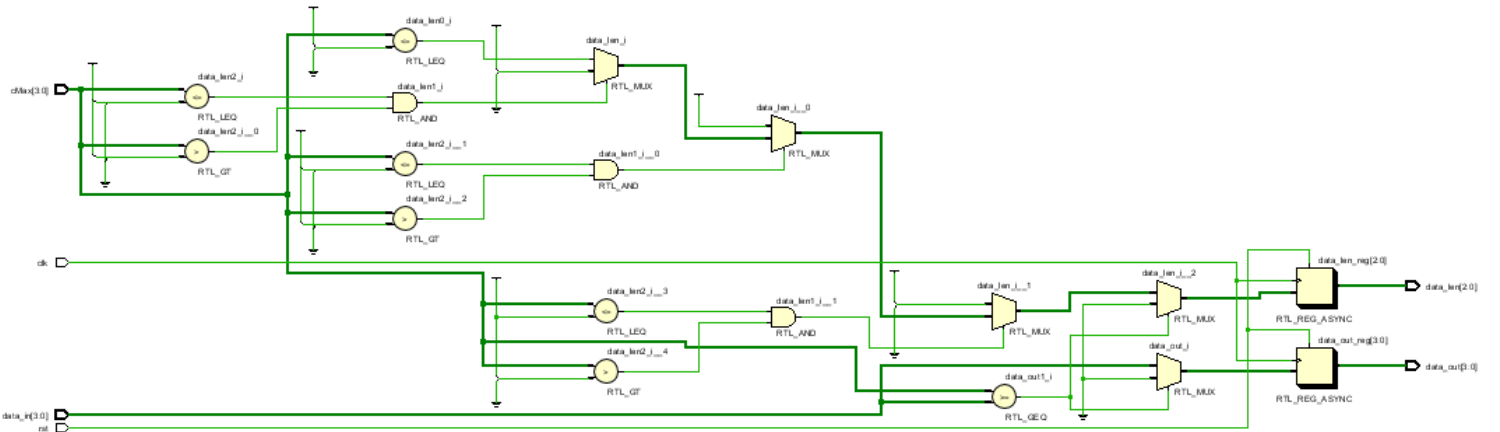 data_len0_i
<=
RTL_LEQ
data_len_i
RTL_MUX
cMax[3:0]
data_len2_i
<=
RTL_LEQ
data_len1_i
RTL_AND
data_len2_i__0
>
RTL_GT
data_len_i__0
RTL_MUX
data_len2_i__1
<=
RTL_LEQ
data_len1_i__0
RTL_AND
data_len2_i__2
>
RTL_GT
clk
data_len2_i__3
<=
RTL_LEQ
data_len1_i__1
RTL_AND
data_len_i__1
RTL_MUX
data_len_i__2
RTL_MUX
data_len_reg[2:0]
RTL_REG_ASYNC
data_len[2:0]
data_len2_i__4
>
RTL_GT
data_out1_i
>=
RTL_GEQ
data_out_i
RTL_MUX
data_out_reg[3:0]
RTL_REG_ASYNC
data_out[3:0]
data_in[3:0]
rst